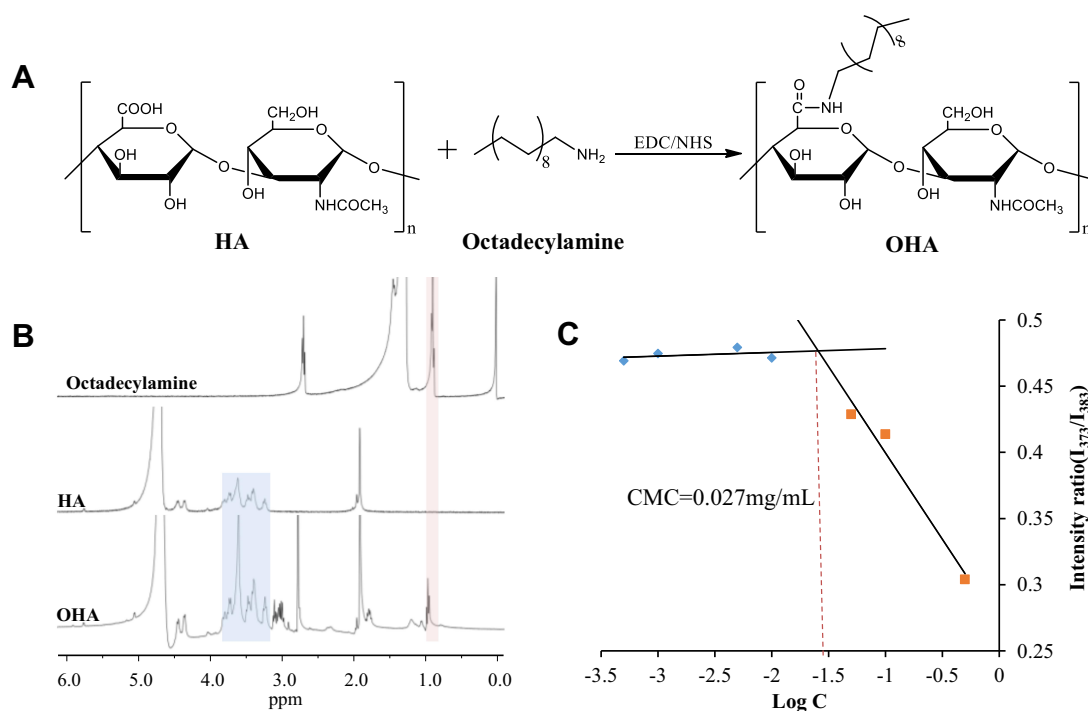 A
COOH
O
OH
OH
O
CH₂OH
O
OH
NHCOCH₃
O
n
HA
+
8
NH₂
Octadecylamine
EDC/NHS
8
O
C—NH
O
OH
OH
O
CH₂OH
O
OH
NHCOCH₃
O
n
OHA
B
Octadecylamine
HA
OHA
6.0 5.0 4.0 3.0 2.0 1.0 0.0
ppm
C
CMC=0.027mg/mL
0.5
0.45
0.4
0.35
0.3
0.25
Intensity ratio(I₃₇₃/I₃₈₃)
-3.5 -3 -2.5 -2 -1.5 -1 -0.5 0
Log C